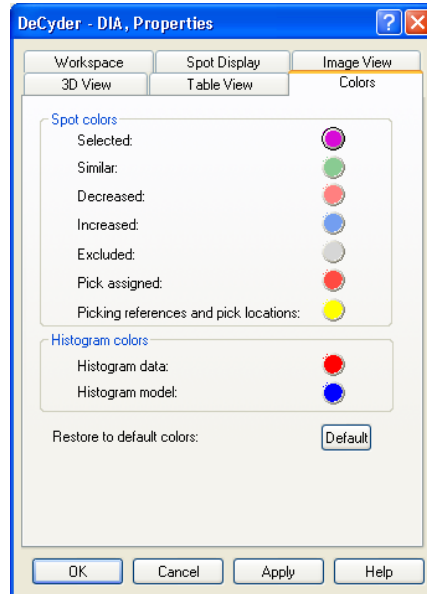 DeCyder - DIA, Properties
Workspace Spot Display Image View
3D View Table View Colors
Spot colors
Selected:
Similar:
Decreased:
Increased:
Excluded:
Pick assigned:
Picking references and pick locations:
Histogram colors
Histogram data:
Histogram model:
Restore to default colors: Default
OK Cancel Apply Help